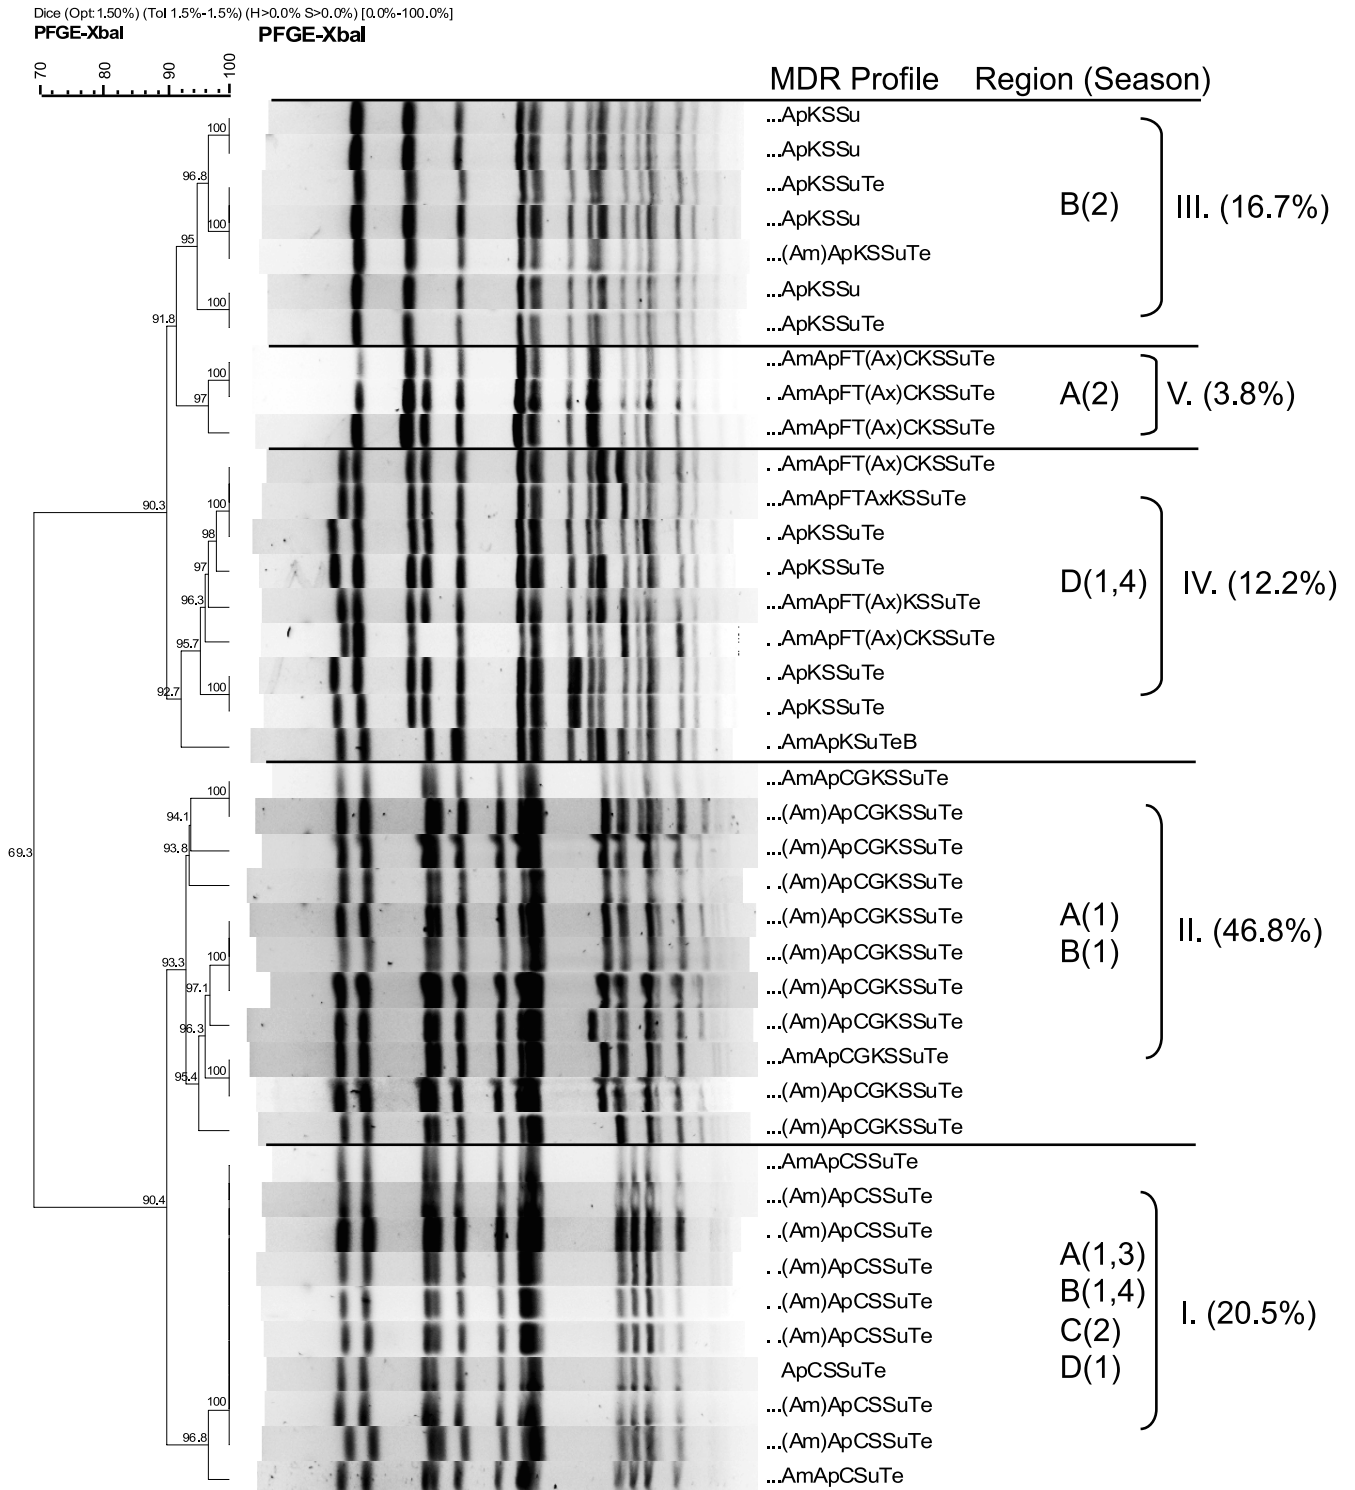 Dice (Opt:1.50%) (Tol 1.5%-1.5%) (H>0.0% S>0.0%) [0.0%-100.0%]
PFGE-XbaI PFGE-XbaI
70 80 90 100
MDR Profile Region (Season)
...ApKSSu
100
...ApKSSu
96.8
...ApKSSuTe
B(2) III. (16.7%)
...ApKSSu
100
95
...(Am)ApKSSuTe
...ApKSSu
100
...ApKSSuTe
91.8
...AmApFT(Ax)CKSSuTe
100
. .AmApFT(Ax)CKSSuTe
A(2) V. (3.8%)
97
...AmApFT(Ax)CKSSuTe
. .AmApFT(Ax)CKSSuTe
100
...AmApFTAxKSSuTe
90.3
98
. .ApKSSuTe
97
. .ApKSSuTe
D(1,4) IV. (12.2%)
96.3
. .AmApFT(Ax)KSSuTe
95.7
. .AmApFT(Ax)CKSSuTe
. .ApKSSuTe
92.7 100
. .ApKSSuTe
. .AmApKSuTeB
...AmApCGKSSuTe
100
94.1
...(Am)ApCGKSSuTe
69.3
93.8
...(Am)ApCGKSSuTe
. .(Am)ApCGKSSuTe
...(Am)ApCGKSSuTe
A(1)
II. (46.8%)
B(1)
...(Am)ApCGKSSuTe
93.3 100
97.1
...(Am)ApCGKSSuTe
96.3
...(Am)ApCGKSSuTe
...AmApCGKSSuTe
95.4 100
...(Am)ApCGKSSuTe
...(Am)ApCGKSSuTe
...AmApCSSuTe
90.4
...(Am)ApCSSuTe
. .(Am)ApCSSuTe
A(1,3)
. .(Am)ApCSSuTe
B(1,4)
. .(Am)ApCSSuTe
I. (20.5%)
C(2)
. .(Am)ApCSSuTe
D(1)
ApCSSuTe
100
...(Am)ApCSSuTe
96.8
...(Am)ApCSSuTe
...AmApCSuTe